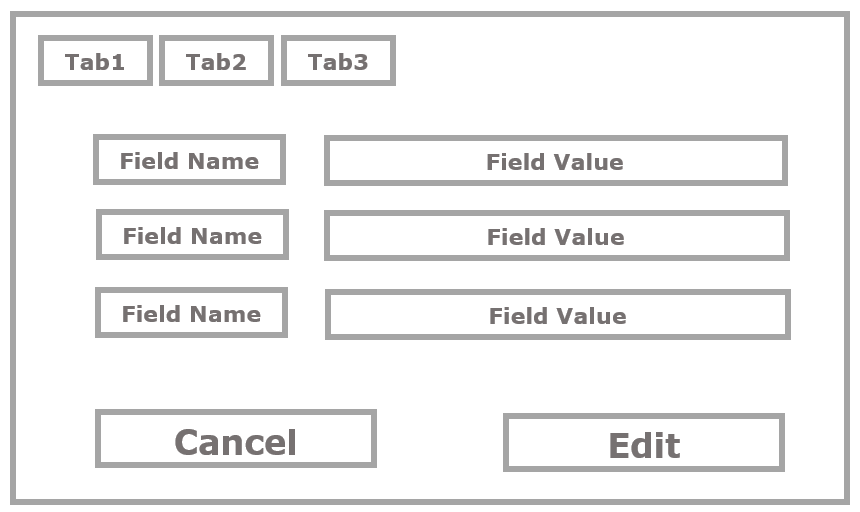 Tab1 Tab2 Tab3
Field Name Field Value
Field Name Field Value
Field Name Field Value
Cancel Edit